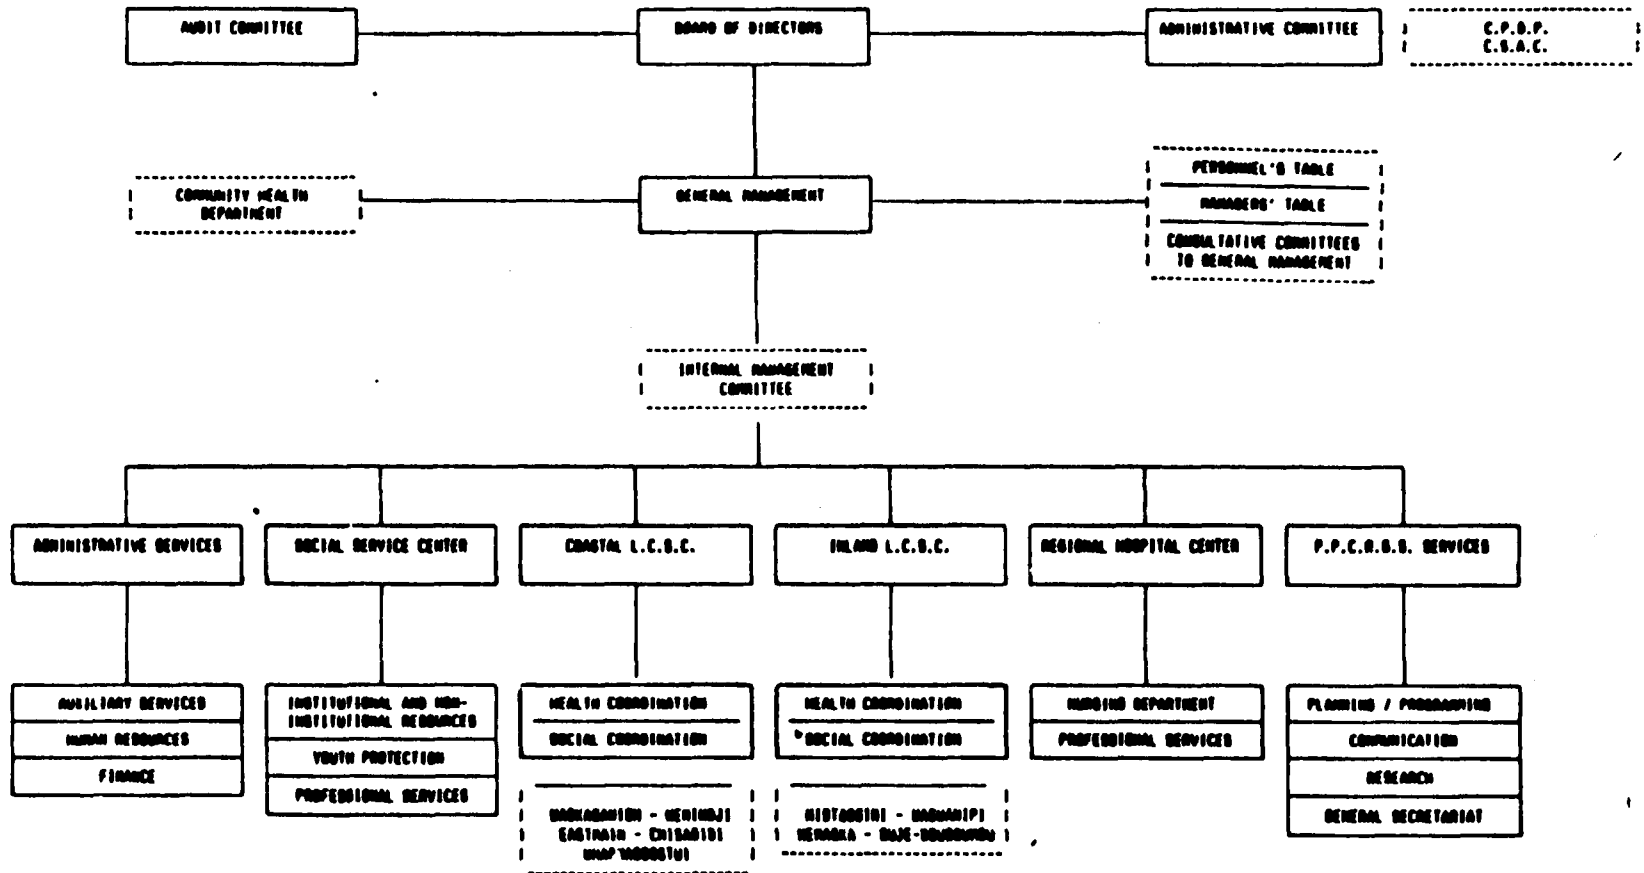 AUDIT COMMITTEE
BOARD OF DIRECTORS
ADMINISTRATIVE COMMITTEE
C.P.D.P.
C.S.A.C.
COMMUNITY HEALTH
DEPARTMENT
GENERAL MANAGEMENT
PERSONNEL'S TABLE
MANAGERS' TABLE
CONSULTATIVE COMMITTEES
TO GENERAL MANAGEMENT
INTERNAL MANAGEMENT
COMMITTEE
ADMINISTRATIVE SERVICES
SOCIAL SERVICE CENTER
COASTAL L.C.S.C.
INLAND L.C.S.C.
REGIONAL HOSPITAL CENTER
SERVICES
AUXILIARY SERVICES
HUMAN RESOURCES
FINANCE
INSTITUTIONAL AND NON-
INSTITUTIONAL RESOURCES
YOUTH PROTECTION
PROFESSIONAL SERVICES
HEALTH COORDINATION
SOCIAL COORDINATION
WASKAGANISH - WEMINDJI
EASTMAIN - CHISASIBI
HEALTH COORDINATION
SOCIAL COORDINATION
MISTASSINI - WASWANIPI
NEMASKA -
NURSING DEPARTMENT
PROFESSIONAL SERVICES
PLANNING / PROGRAMMING
COMMUNICATION
RESEARCH
GENERAL SECRETARIAT